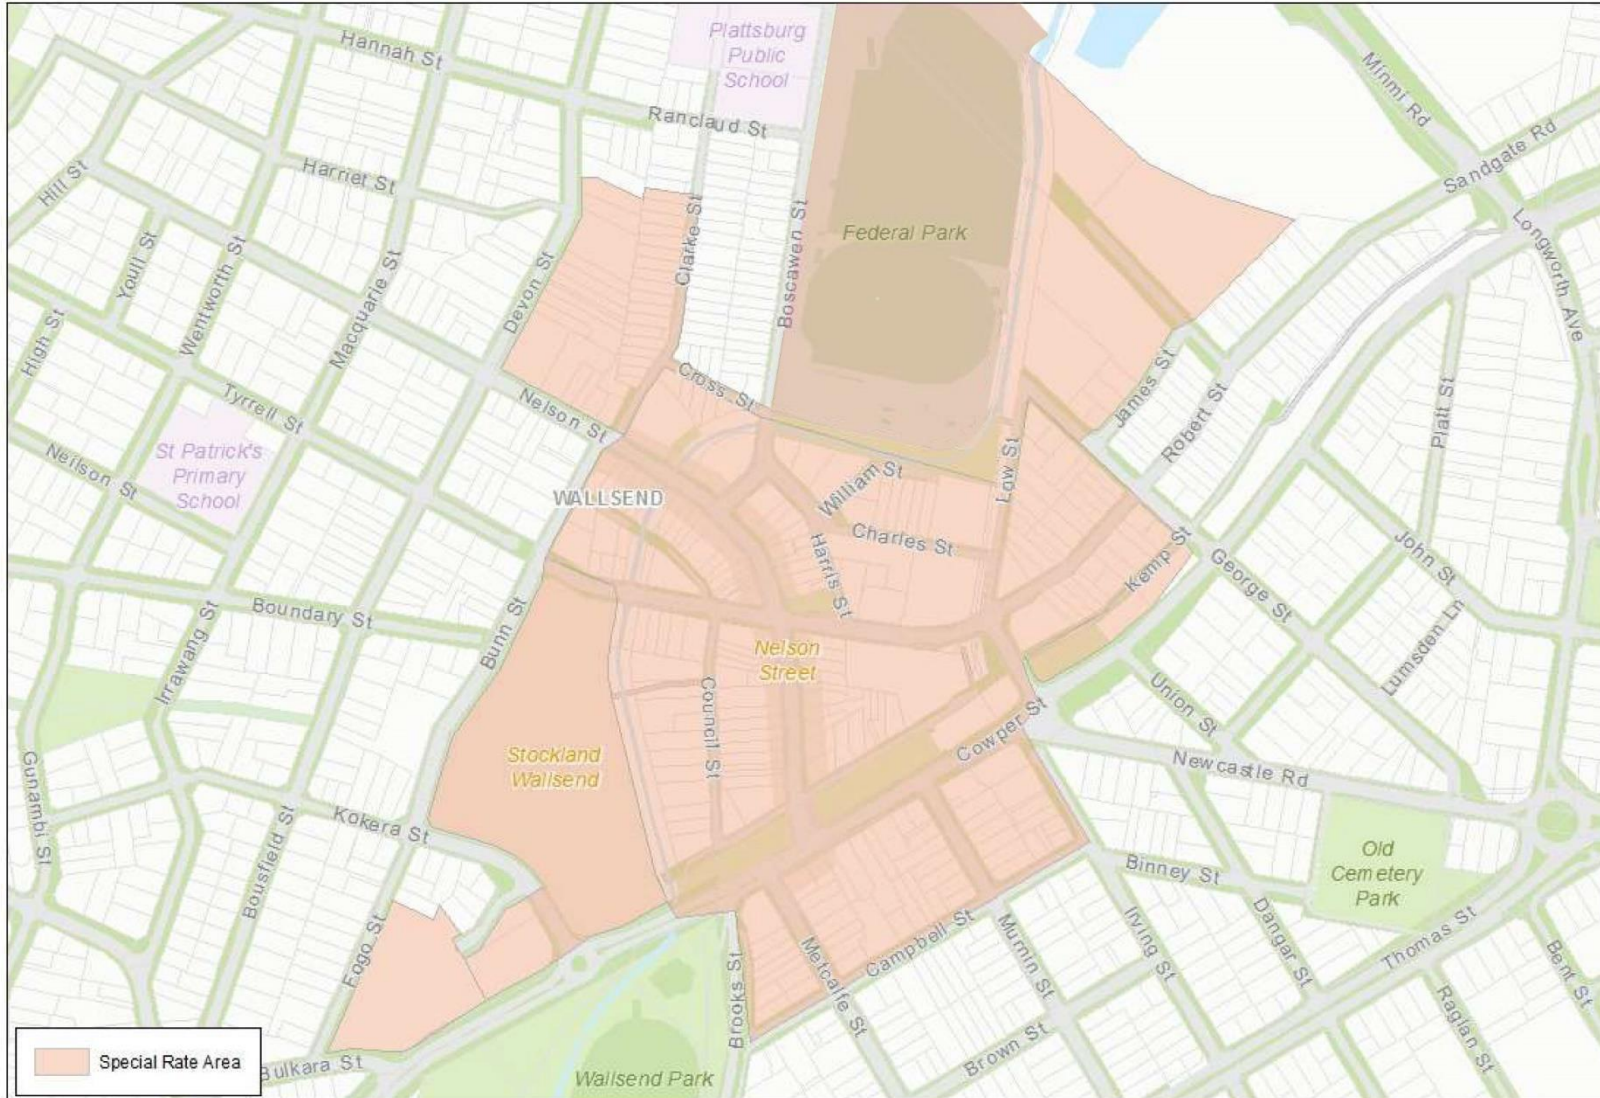 Plattsburg
Public
School
Hannah St
Ranclaud St
Minmi Rd
Sandgate Rd
Hill St
Harriet St
Clarke St
Boscawen St
Federal Park
Longworth Ave
Youll St
Wentworth St
Macquarie St
Devon St
High St
Tyrrell St
Nelson St
Cross St
James St
Robert St
Platt St
St Patrick's
Primary
School
Neilson St
WALLSEND
William St
Low St
Charles St
Harris St
Kemp St
George St
John St
Boundary St
Bunn St
Irrawang St
Nelson
Street
Lumsden Ln
Union St
Council St
Cowper St
Newcastle Rd
Stockland
Wallsend
Gunambi St
Kokera St
Bousfield St
Old
Cemetery
Park
Binney St
Fogo St
Campbell St
Murnin St
Irving St
Dangar St
Thomas St
Bent St
Metcalfe St
Brooks St
Brown St
Raglan St
Special Rate Area
Bulkara St
Wallsend Park